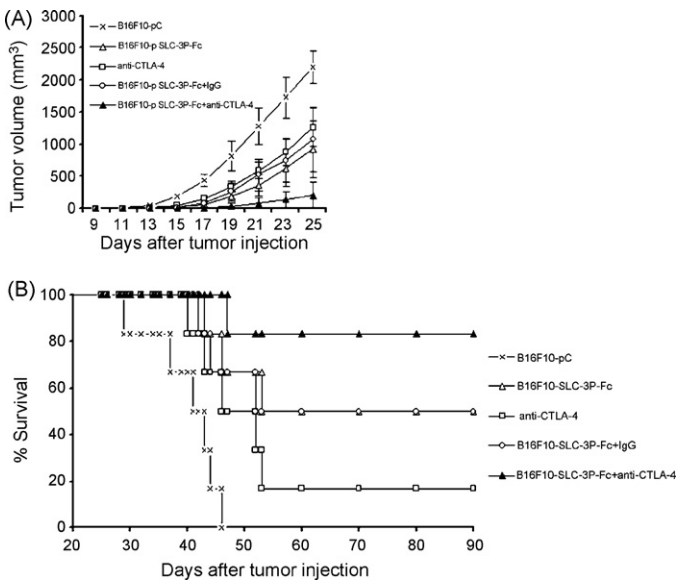 (A)
Tumor volume (mm³)
3000
2500
2000
1500
1000
500
0
9 11 13 15 17 19 21 23 25
Days after tumor injection
B16F10-pC
B16F10-p SLC-3P-Fc
anti-CTLA-4
B16F10-p SLC-3P-Fc+IgG
B16F10-p SLC-3P-Fc+anti-CTLA-4
(B)
% Survival
100
80
60
40
20
0
20 30 40 50 60 70 80 90
Days after tumor injection
B16F10-pC
B16F10-SLC-3P-Fc
anti-CTLA-4
B16F10-SLC-3P-Fc+IgG
B16F10-SLC-3P-Fc+anti-CTLA-4